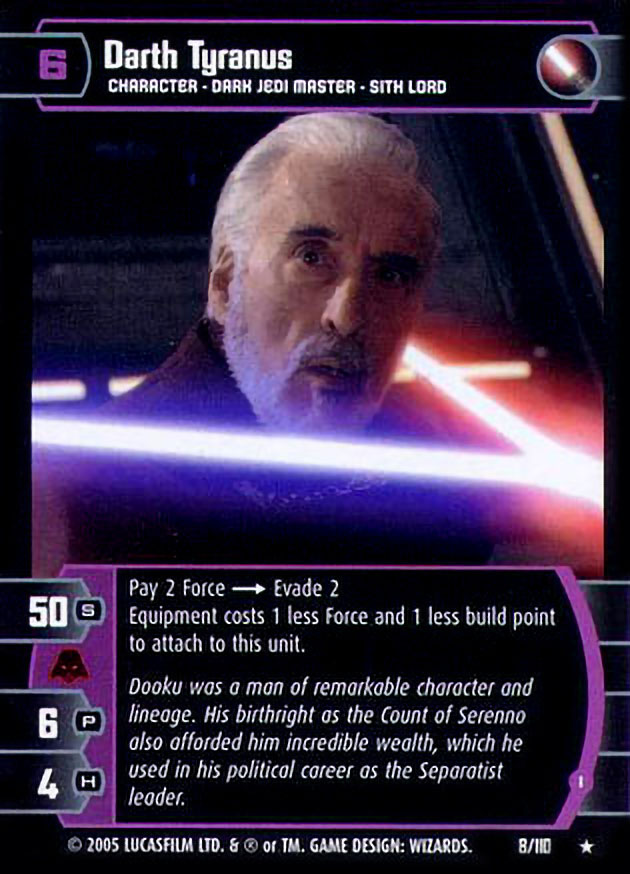 6
Darth Tyranus
CHARACTER - DARK JEDI MASTER - SITH LORD
Pay 2 Force → Evade 2
Equipment costs 1 less Force and 1 less build point
to attach to this unit.
50 S
Dooku was a man of remarkable character and
lineage. His birthright as the Count of Serenno
also afforded him incredible wealth, which he
used in his political career as the Separatist
leader.
6 P
4 H
1
© 2005 LUCASFILM LTD. & ® or TM. GAME DESIGN: WIZARDS. 8/110 ★